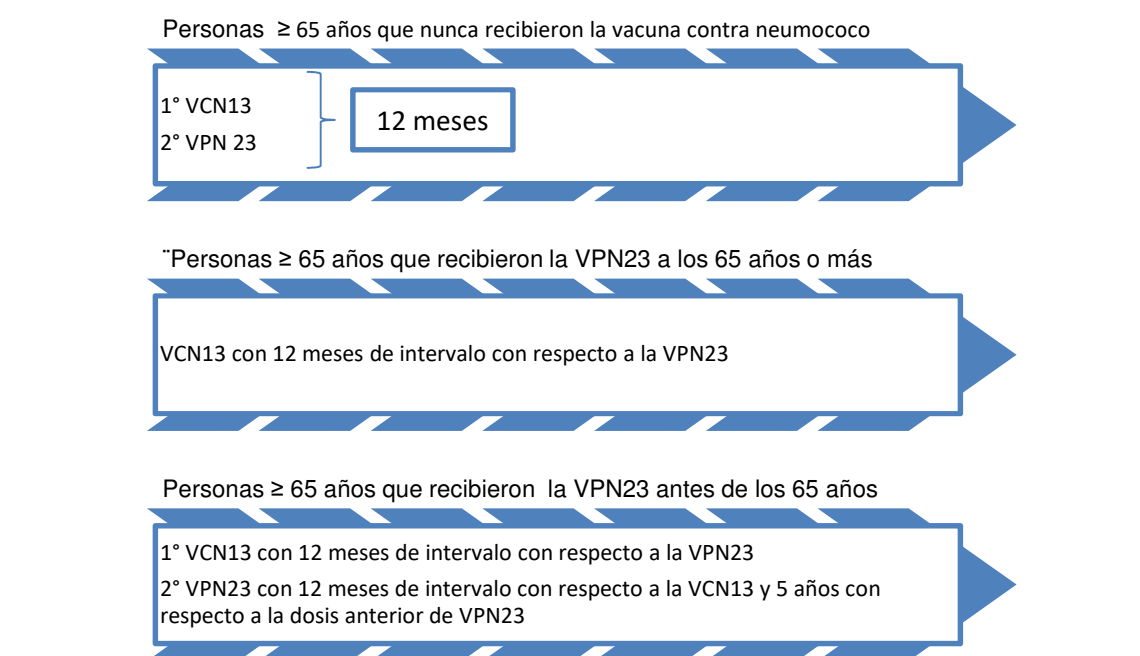 Personas ≥ 65 años que nunca recibieron la vacuna contra neumococo
1° VCN13
2° VPN 23
12 meses
¨Personas ≥ 65 años que recibieron la VPN23 a los 65 años o más
VCN13 con 12 meses de intervalo con respecto a la VPN23
Personas ≥ 65 años que recibieron la VPN23 antes de los 65 años
1° VCN13 con 12 meses de intervalo con respecto a la VPN23
2° VPN23 con 12 meses de intervalo con respecto a la VCN13 y 5 años con
respecto a la dosis anterior de VPN23